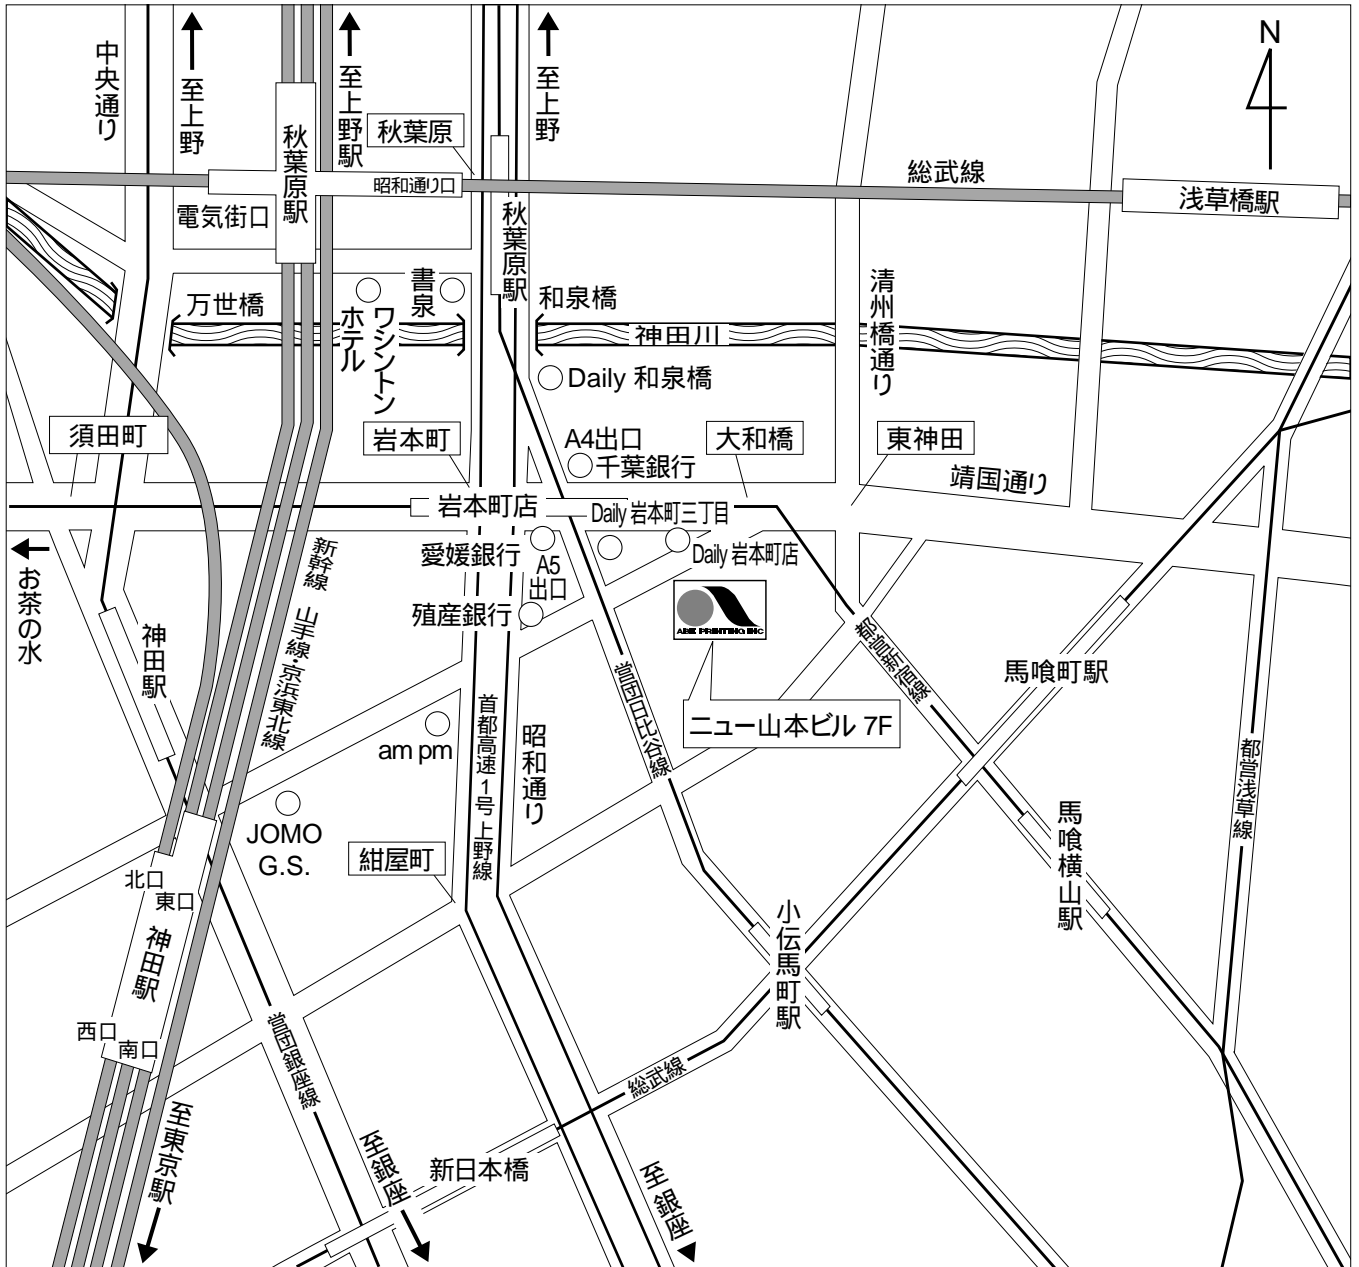 中央通り
至上野
至上野駅
至上野
N
秋葉原
秋葉原駅
昭和通り口
総武線
浅草橋駅
電気街口
秋葉原駅
書泉
万世橋
ワシントン
ホテル
和泉橋
神田川
清州橋通り
Daily 和泉橋
須田町
岩本町
A4出口
千葉銀行
大和橋
東神田
靖国通り
岩本町店
Daily 岩本町三丁目
愛媛銀行
A5
出口
Daily 岩本町店
お茶の水
新幹線 山手線・京浜東北線
殖産銀行
ABE PRINTING INC
神田駅
都営新宿線
馬喰町駅
営団日比谷線
ニュー山本ビル 7F
首都高速1号上野線
昭和通り
am pm
都営浅草線
JOMO
G.S.
紺屋町
馬喰横山駅
北口
東口
神田駅
小伝馬町駅
西口
南口
営団銀座線
総武線
至東京駅
至銀座
新日本橋
至銀座